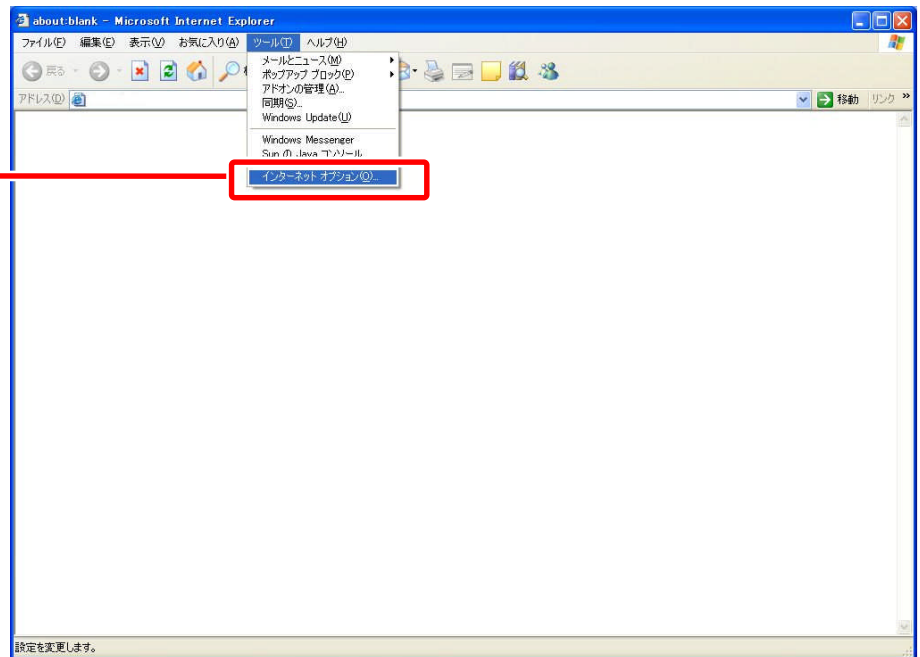 about:blank - Microsoft Internet Explorer
ファイル(F) 編集(E) 表示(V) お気に入り(A) ツール(T) ヘルプ(H)
戻る
アドレス(D) 移動 リンク »
メールとニュース(M)
ポップアップ ブロック(P)
アドオンの管理(A)...
同期(S)...
Windows Update(U)
Windows Messenger
Sun の Java コンソール
インターネット オプション(O)...
設定を変更します。